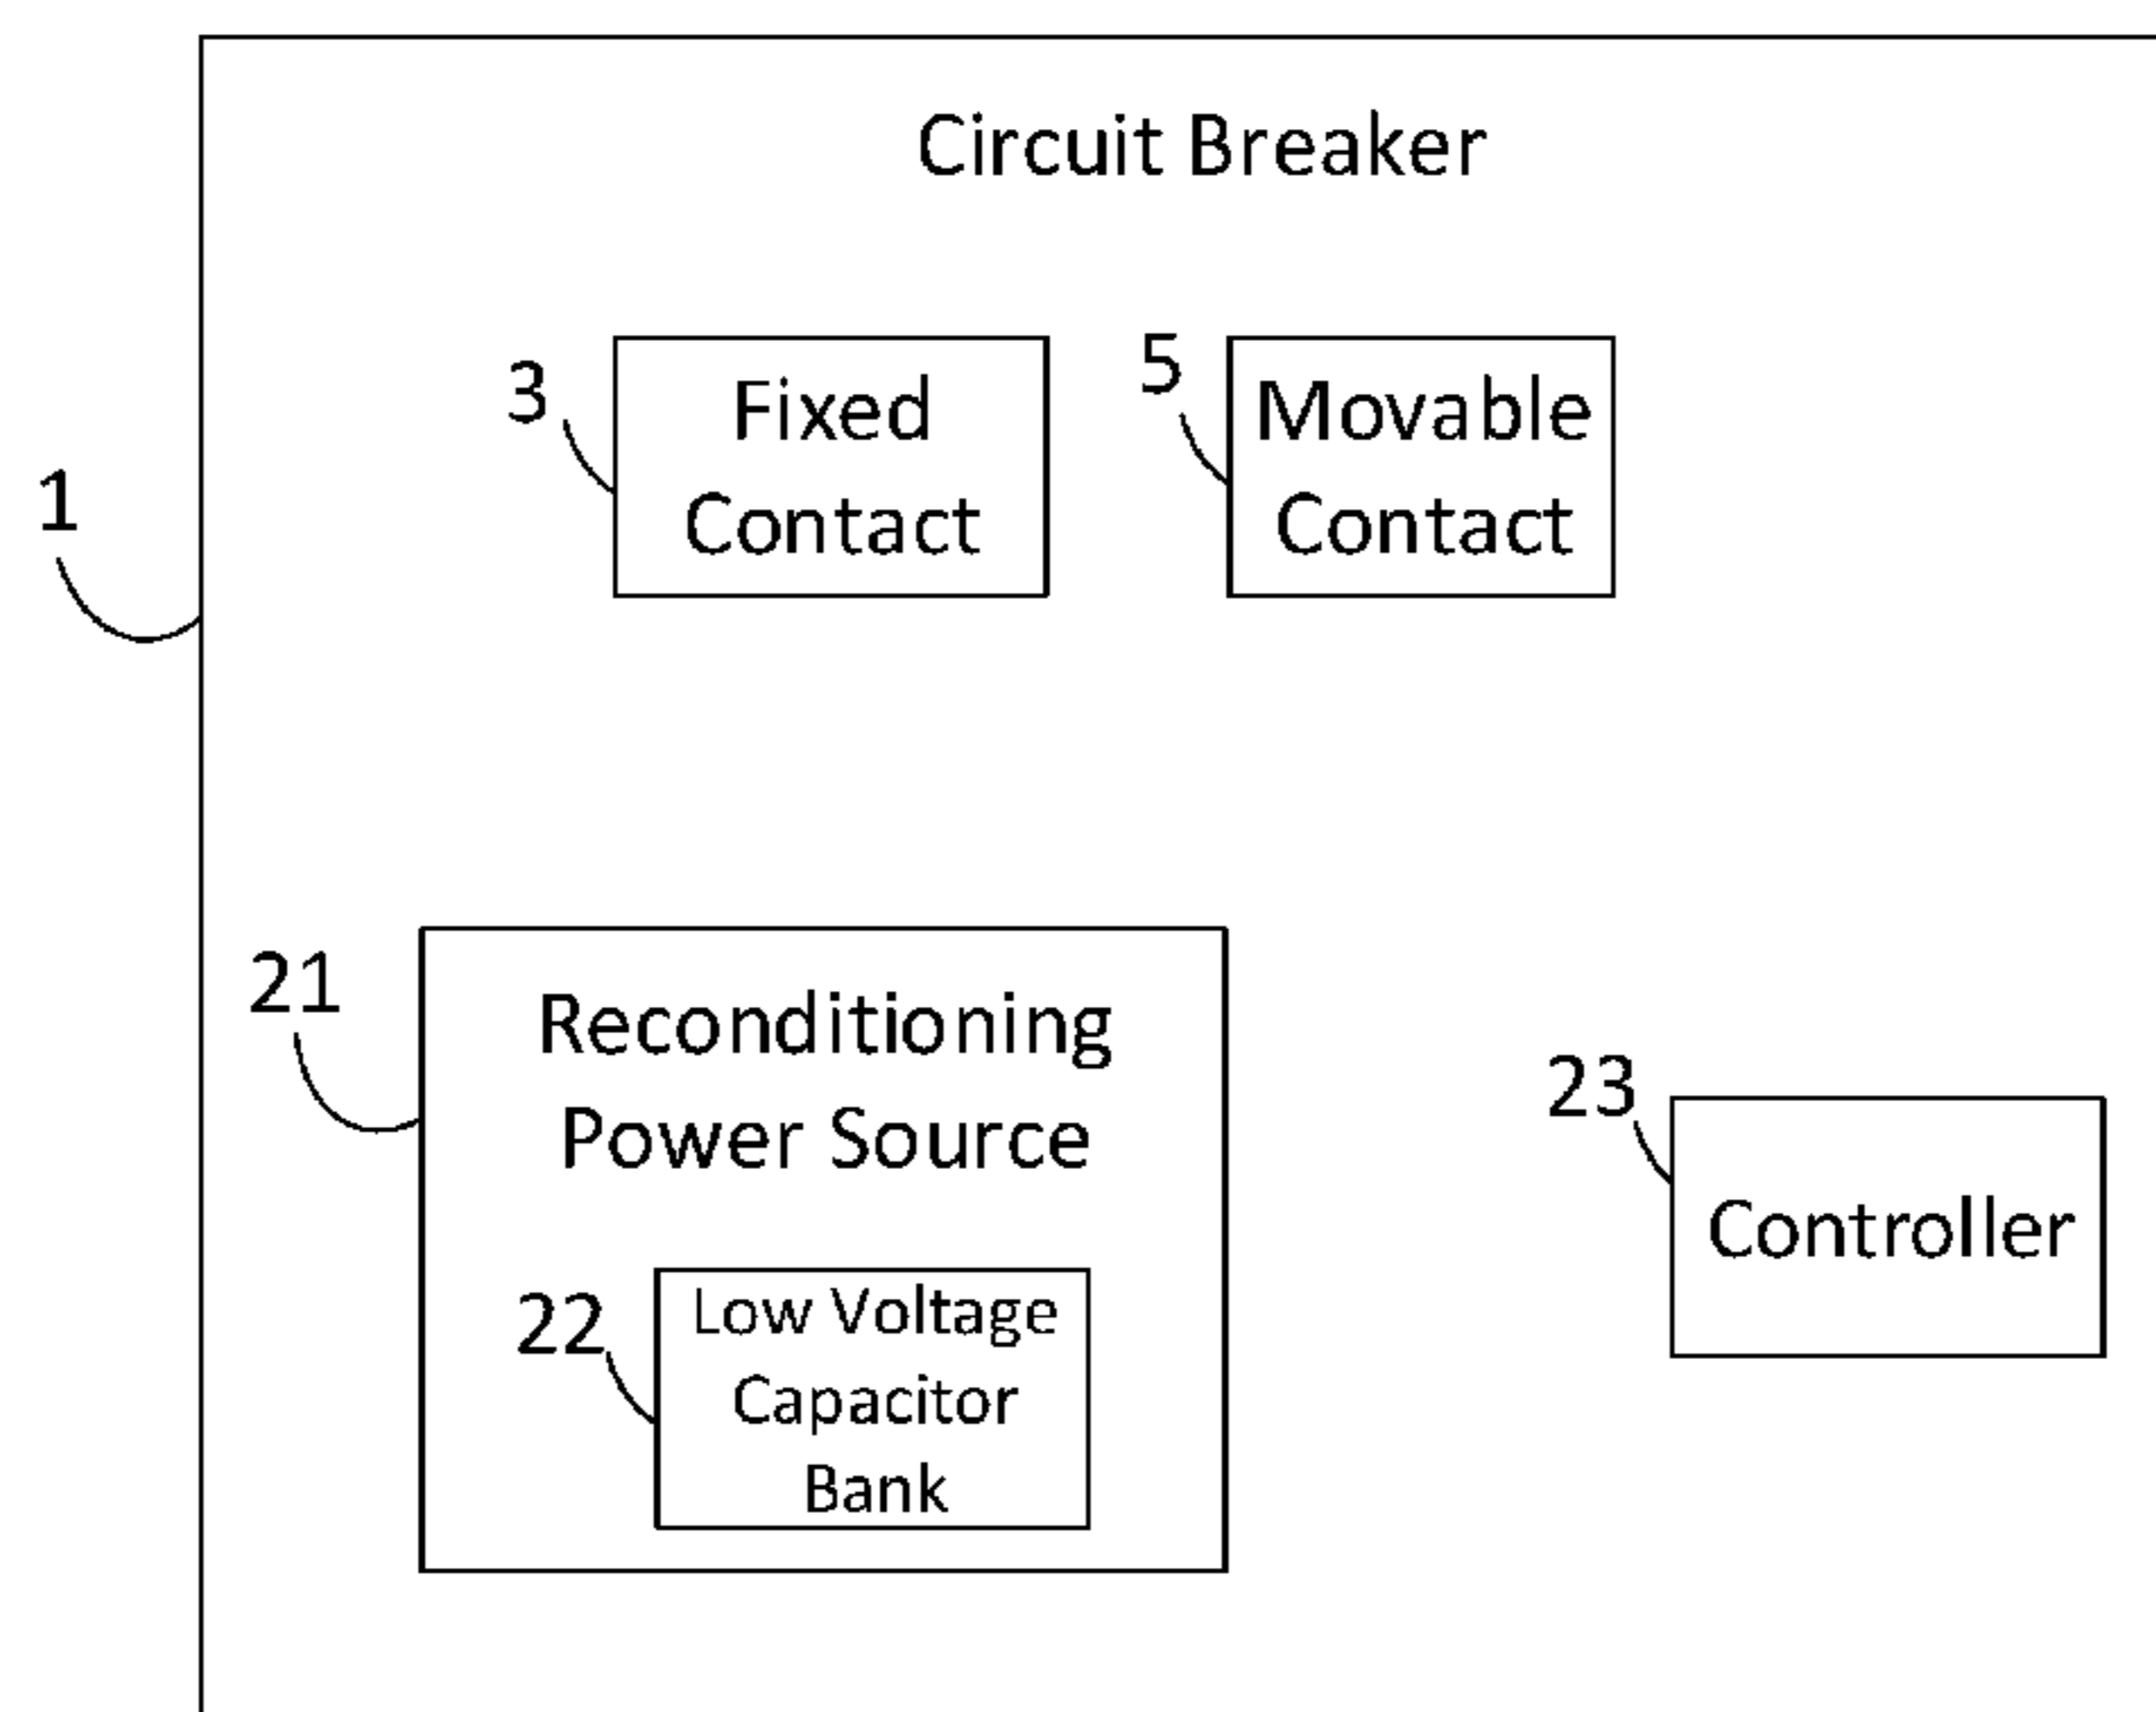 Circuit Breaker
1
3
Fixed
Contact
5
Movable
Contact
21
Reconditioning
Power Source
22
Low Voltage
Capacitor
Bank
23
Controller